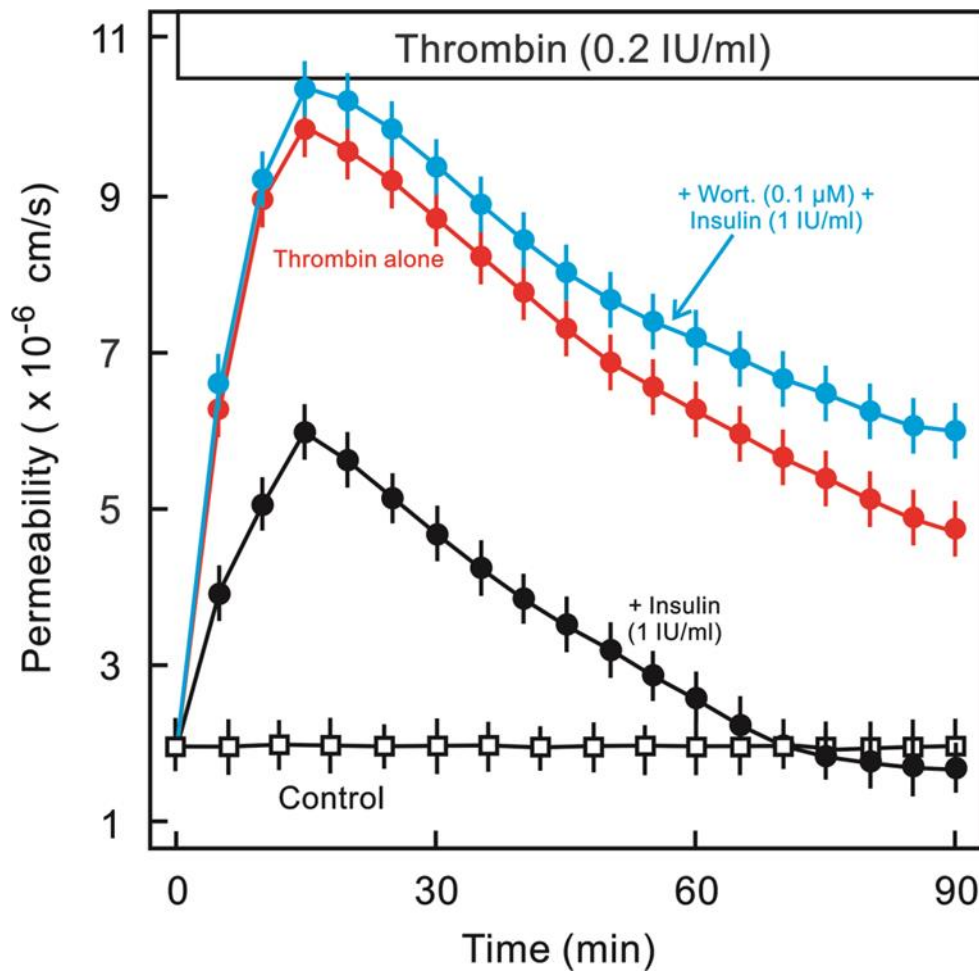 Thrombin (0.2 IU/ml)
11
9
7
5
3
1
Permeability ( x 10⁻⁶ cm/s)
+ Wort. (0.1 µM) +
Insulin (1 IU/ml)
Thrombin alone
+ Insulin
(1 IU/ml)
Control
0 30 60 90
Time (min)